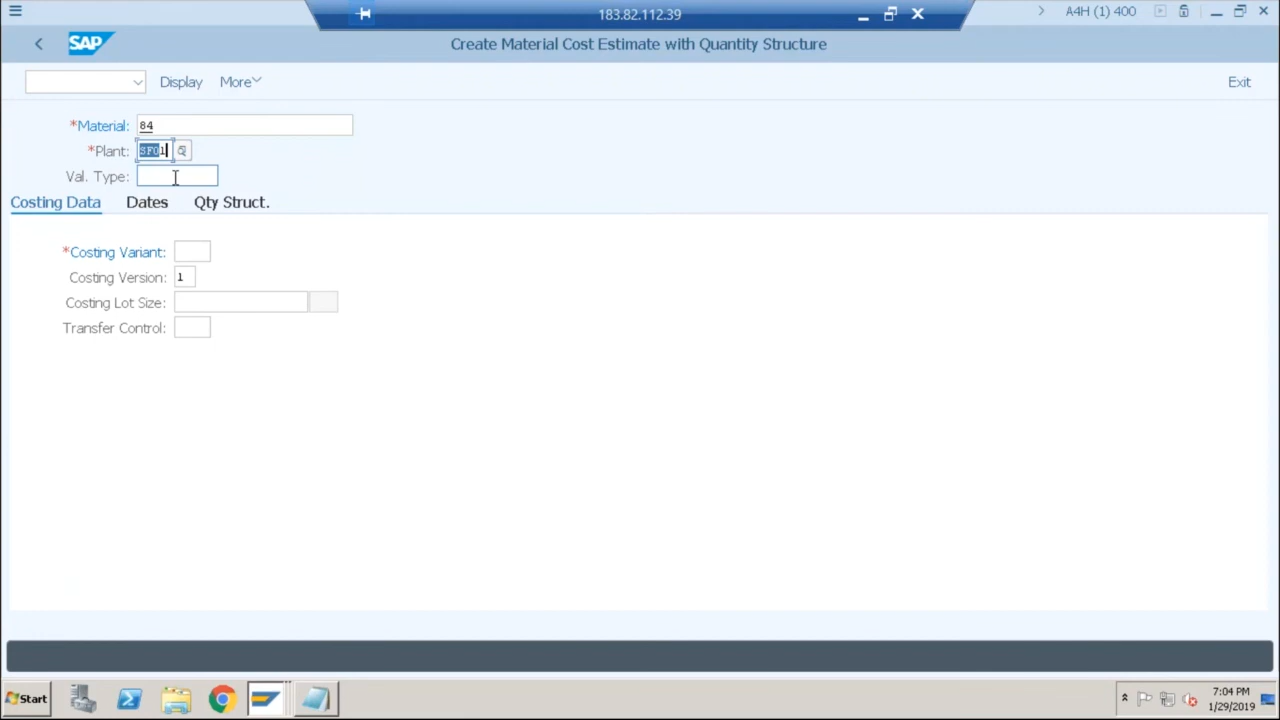 183.82.112.39
A4H (1) 400
SAP
Create Material Cost Estimate with Quantity Structure
Display
More
Exit
*Material: 84
*Plant: SF01
Val. Type:
Costing Data
Dates
Qty Struct.
*Costing Variant:
Costing Version: 1
Costing Lot Size:
Transfer Control:
Start
7:04 PM
1/29/2019